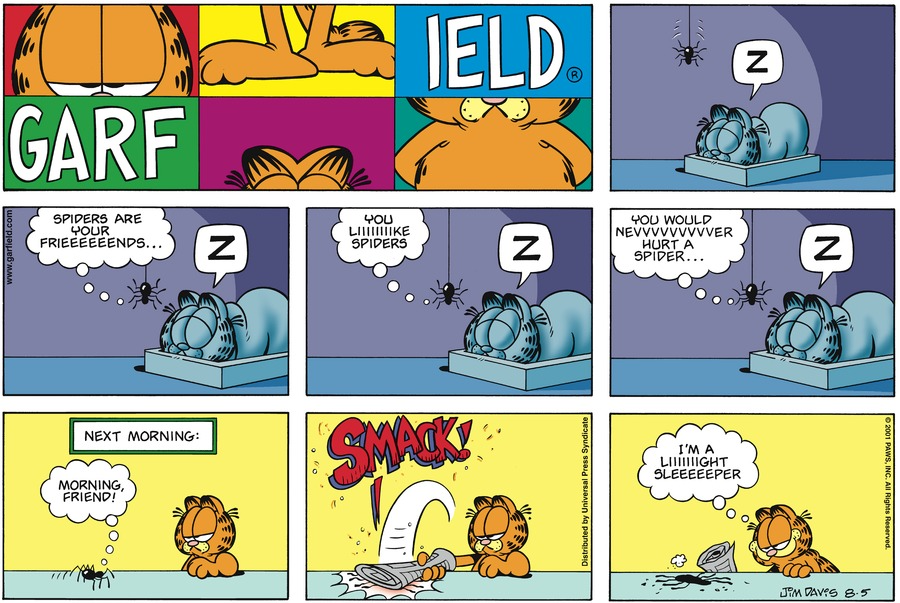 IELD
®
GARF
Z
www.garfield.com
SPIDERS ARE
YOUR
FRIEEEEEENDS...
Z
YOU
LIIIIIIIKE
SPIDERS
Z
YOU WOULD
NEVVVVVVVVVER
HURT A
SPIDER...
Z
NEXT MORNING:
MORNING,
FRIEND!
SMACK!
Distributed by Universal Press Syndicate
I'M A
LIIIIIIGHT
SLEEEEEPER
© 2001 PAWS, INC. All Rights Reserved.
JIM DAVIS 8-5